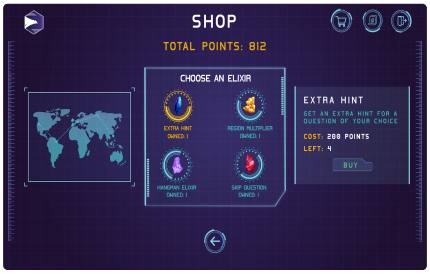 SHOP
TOTAL POINTS: 812
CHOOSE AN ELIXIR
EXTRA HINT
OWNED 1
REGION MULTIPLIER
OWNED 1
HANGMAN ELIXIR
OWNED 1
SKIP QUESTION
OWNED 1
EXTRA HINT
GET AN EXTRA HINT FOR A
QUESTION OF YOUR CHOICE
COST: 200 POINTS
LEFT: 4
BUY